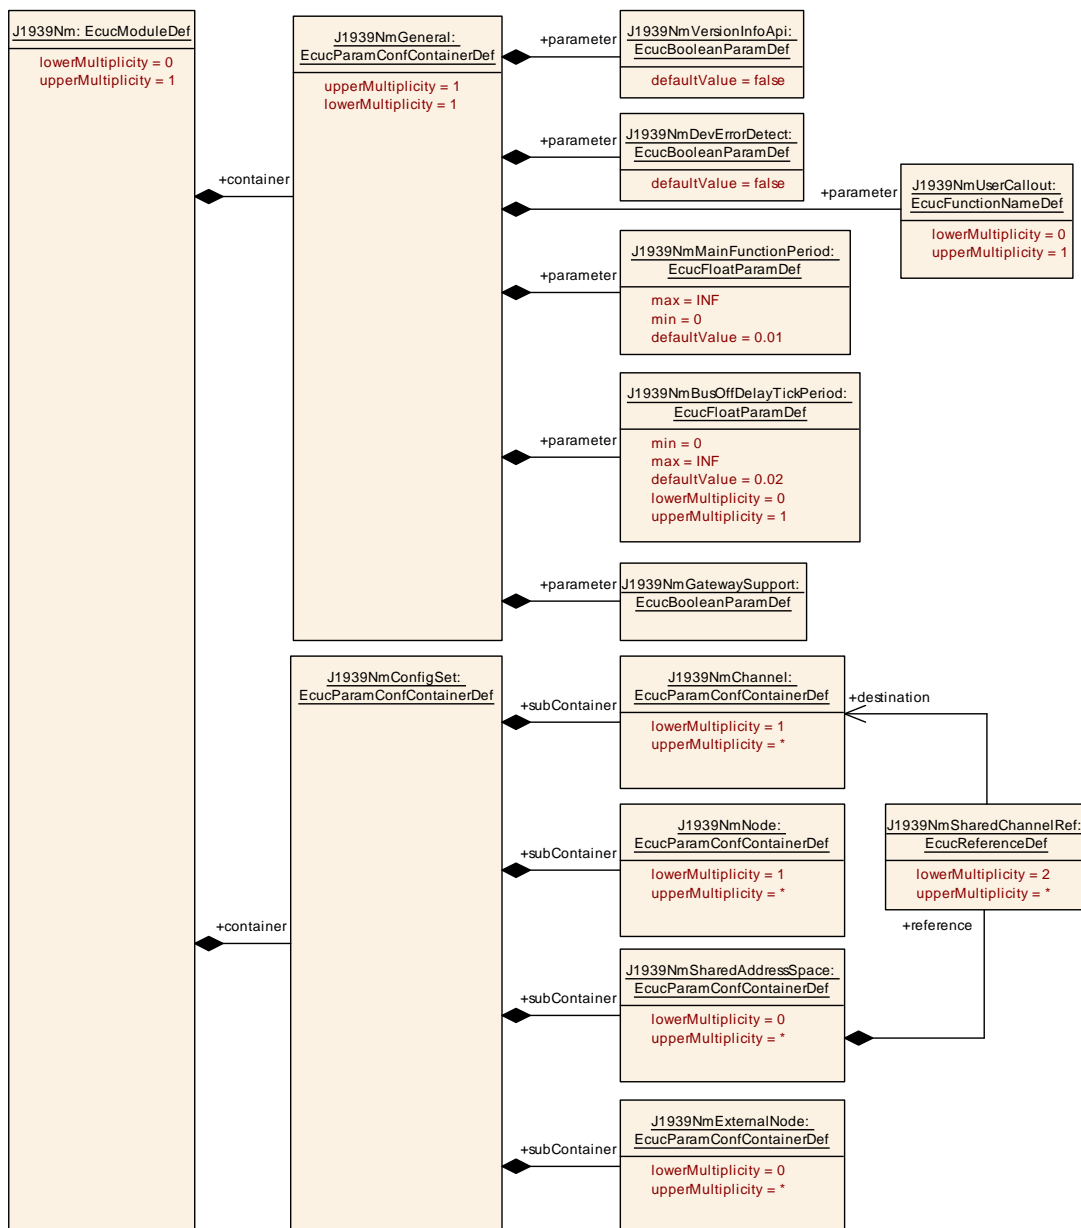 J1939Nm: EcucModuleDef
lowerMultiplicity = 0
upperMultiplicity = 1
+container
J1939NmGeneral:
EcucParamConfContainerDef
upperMultiplicity = 1
lowerMultiplicity = 1
+parameter
J1939NmVersionInfoApi:
EcucBooleanParamDef
defaultValue = false
+parameter
J1939NmDevErrorDetect:
EcucBooleanParamDef
defaultValue = false
+parameter
J1939NmUserCallout:
EcucFunctionNameDef
lowerMultiplicity = 0
upperMultiplicity = 1
+parameter
J1939NmMainFunctionPeriod:
EcucFloatParamDef
max = INF
min = 0
defaultValue = 0.01
+parameter
J1939NmBusOffDelayTickPeriod:
EcucFloatParamDef
min = 0
max = INF
defaultValue = 0.02
lowerMultiplicity = 0
upperMultiplicity = 1
+parameter
J1939NmGatewaySupport:
EcucBooleanParamDef
+container
J1939NmConfigSet:
EcucParamConfContainerDef
+subContainer
J1939NmChannel:
EcucParamConfContainerDef
lowerMultiplicity = 1
upperMultiplicity = *
+destination
+subContainer
J1939NmNode:
EcucParamConfContainerDef
lowerMultiplicity = 1
upperMultiplicity = *
J1939NmSharedChannelRef:
EcucReferenceDef
lowerMultiplicity = 2
upperMultiplicity = *
+reference
+subContainer
J1939NmSharedAddressSpace:
EcucParamConfContainerDef
lowerMultiplicity = 0
upperMultiplicity = *
+subContainer
J1939NmExternalNode:
EcucParamConfContainerDef
lowerMultiplicity = 0
upperMultiplicity = *